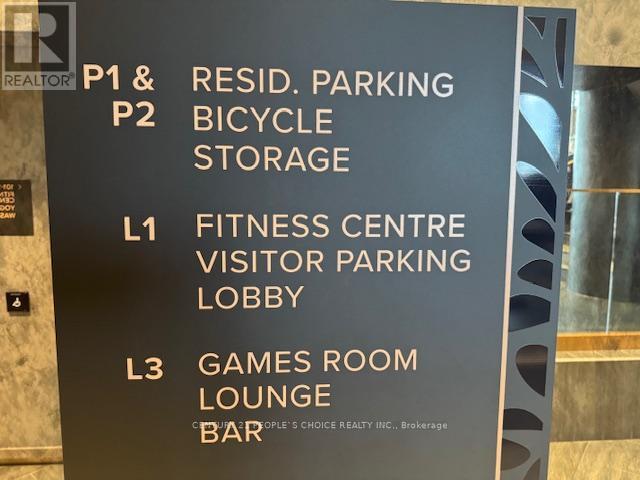 REALTOR®
P1 & RESID. PARKING
P2 BICYCLE
STORAGE
L1 FITNESS CENTRE
VISITOR PARKING
LOBBY
L3 GAMES ROOM
LOUNGE
BAR
CENTURY 21 PEOPLE`S CHOICE REALTY INC., Brokerage